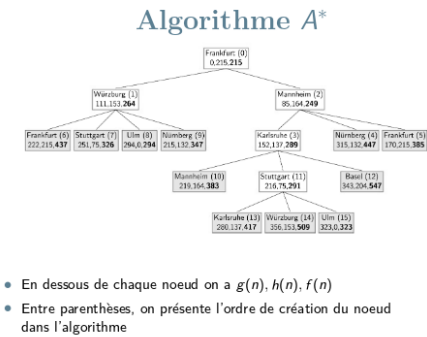 Algorithme A*
Frankfurt (0)
0,215,215
Würzburg (1)
111,153,264
Mannheim (2)
85,164,249
Frankfurt (6)
222,215,437
Stuttgart (7)
251,75,326
Ulm (8)
294,0,294
Nürnberg (9)
215,132,347
Karlsruhe (3)
152,137,289
Nürnberg (4)
315,132,447
Frankfurt (5)
170,215,385
Mannheim (10)
219,164,383
Stuttgart (11)
216,75,291
Basel (12)
343,204,547
Karlsruhe (13)
280,137,417
Würzburg (14)
356,153,509
Ulm (15)
323,0,323
• En dessous de chaque noeud on a g(n), h(n), f(n)
• Entre parenthèses, on présente l'ordre de création du noeud
dans l'algorithme